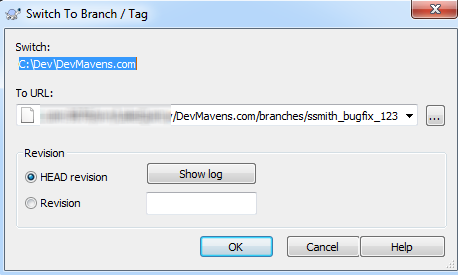 Switch To Branch / Tag
Switch:
C:\Dev\DevMavens.com
To URL:
/DevMavens.com/branches/ssmith_bugfix_123
...
Revision
HEAD revision
Show log
Revision
OK
Cancel
Help